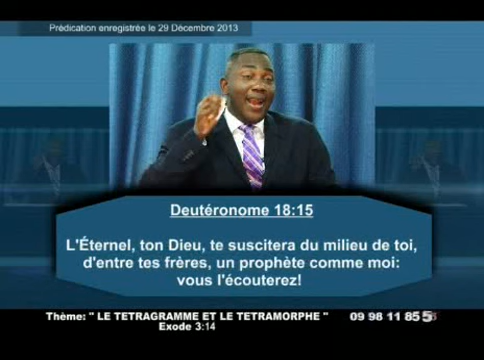 Prédication enregistrée le 29 Décembre 2013
Deutéronome 18:15
L'Éternel, ton Dieu, te suscitera du milieu de toi,
d'entre tes frères, un prophète comme moi:
vous l'écouterez!
Thème: " LE TETRAGRAMME ET LE TETRAMORPHE "
Exode 3:14
09 98 11 85